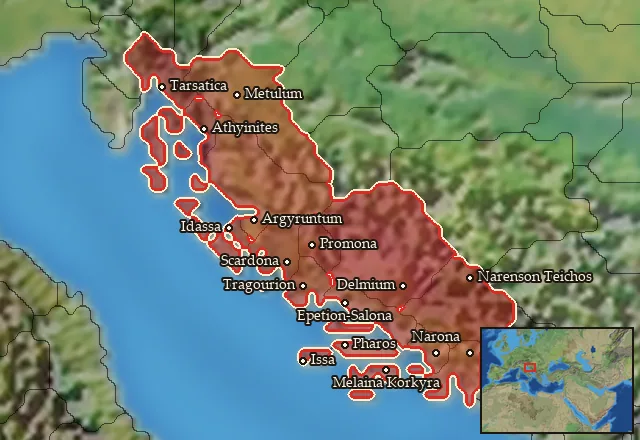 Tarsatica
Metulum
Athyinites
Argyruntum
Idassa
Promona
Scardona
Narenson Teichos
Tragourion
Delmium
Epetion-Salona
Narona
Pharos
Issa
Melaina Korkyra